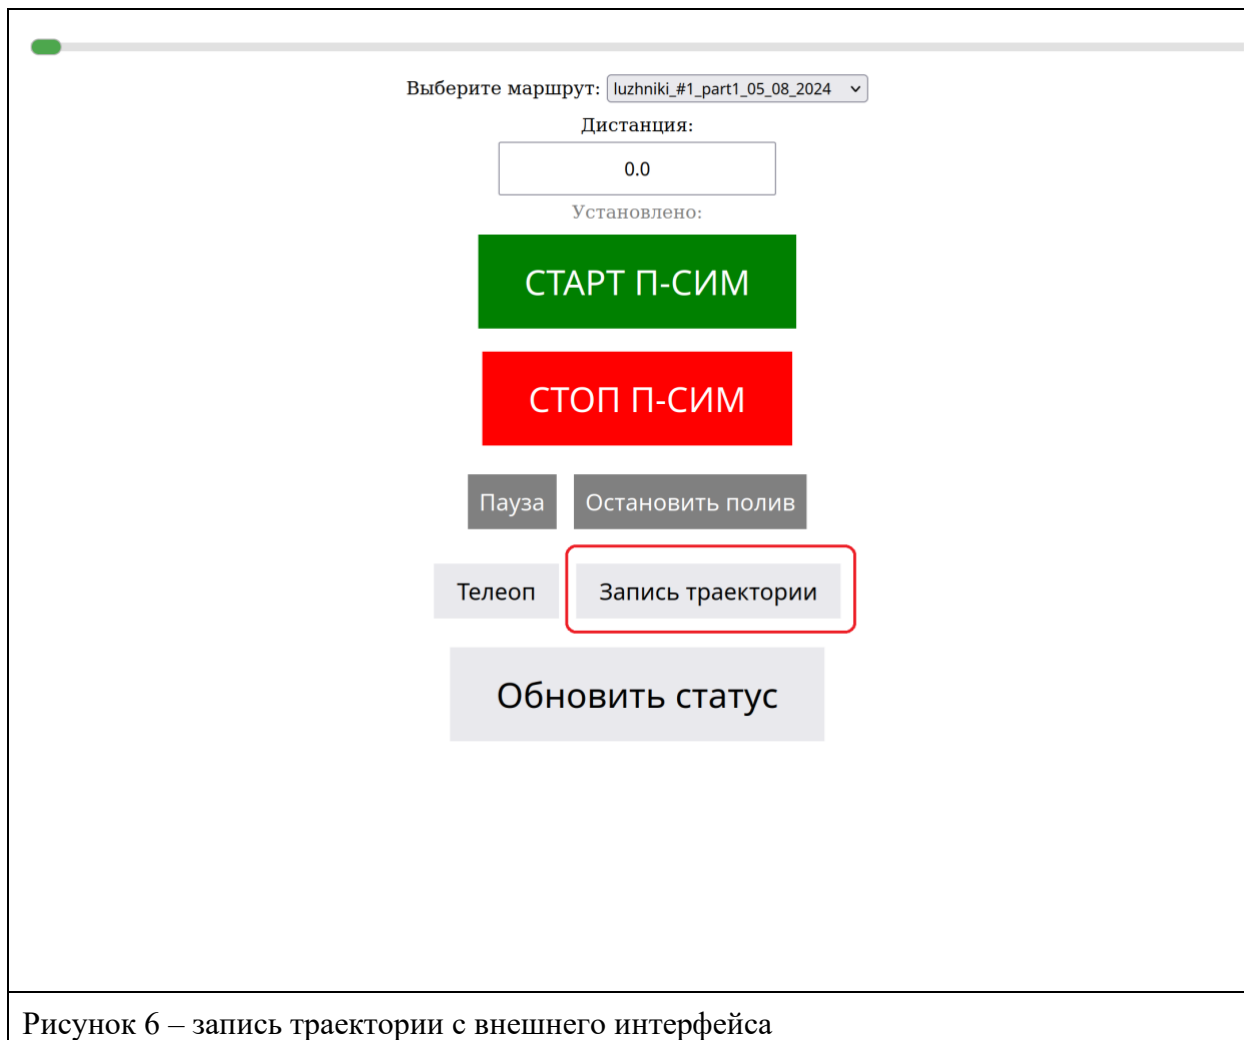 Выберите маршрут: luzhniki_#1_part1_05_08_2024
Дистанция:
0.0
Установлено:
СТАРТ П-СИМ
СТОП П-СИМ
Пауза Остановить полив
Телеоп Запись траектории
Обновить статус
Рисунок 6 – запись траектории с внешнего интерфейса